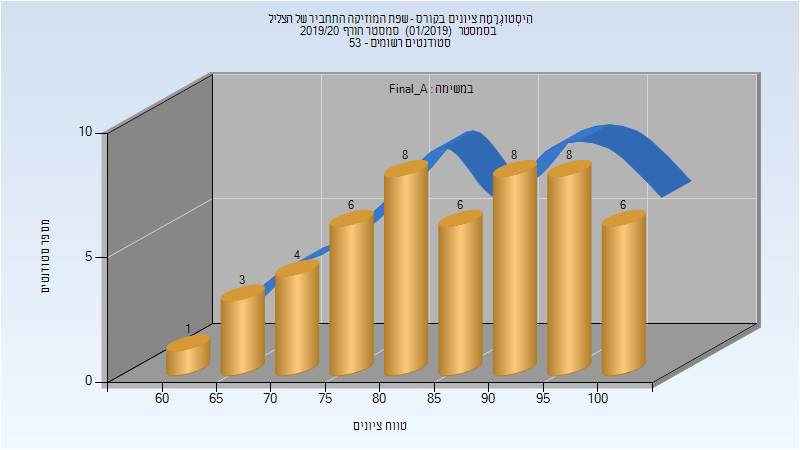 הִיסְטוֹגְרַמַת ציונים בקורס - שפת המוזיקה התחביר של הצליל
בסמסטר (01/2019) סמסטר חורף 2019/20
סטודנטים רשומים - 53
במשימה : Final_A
מספר סטודנטים
10
5
0
1
3
4
6
8
6
8
8
6
60 65 70 75 80 85 90 95 100
טווח ציונים